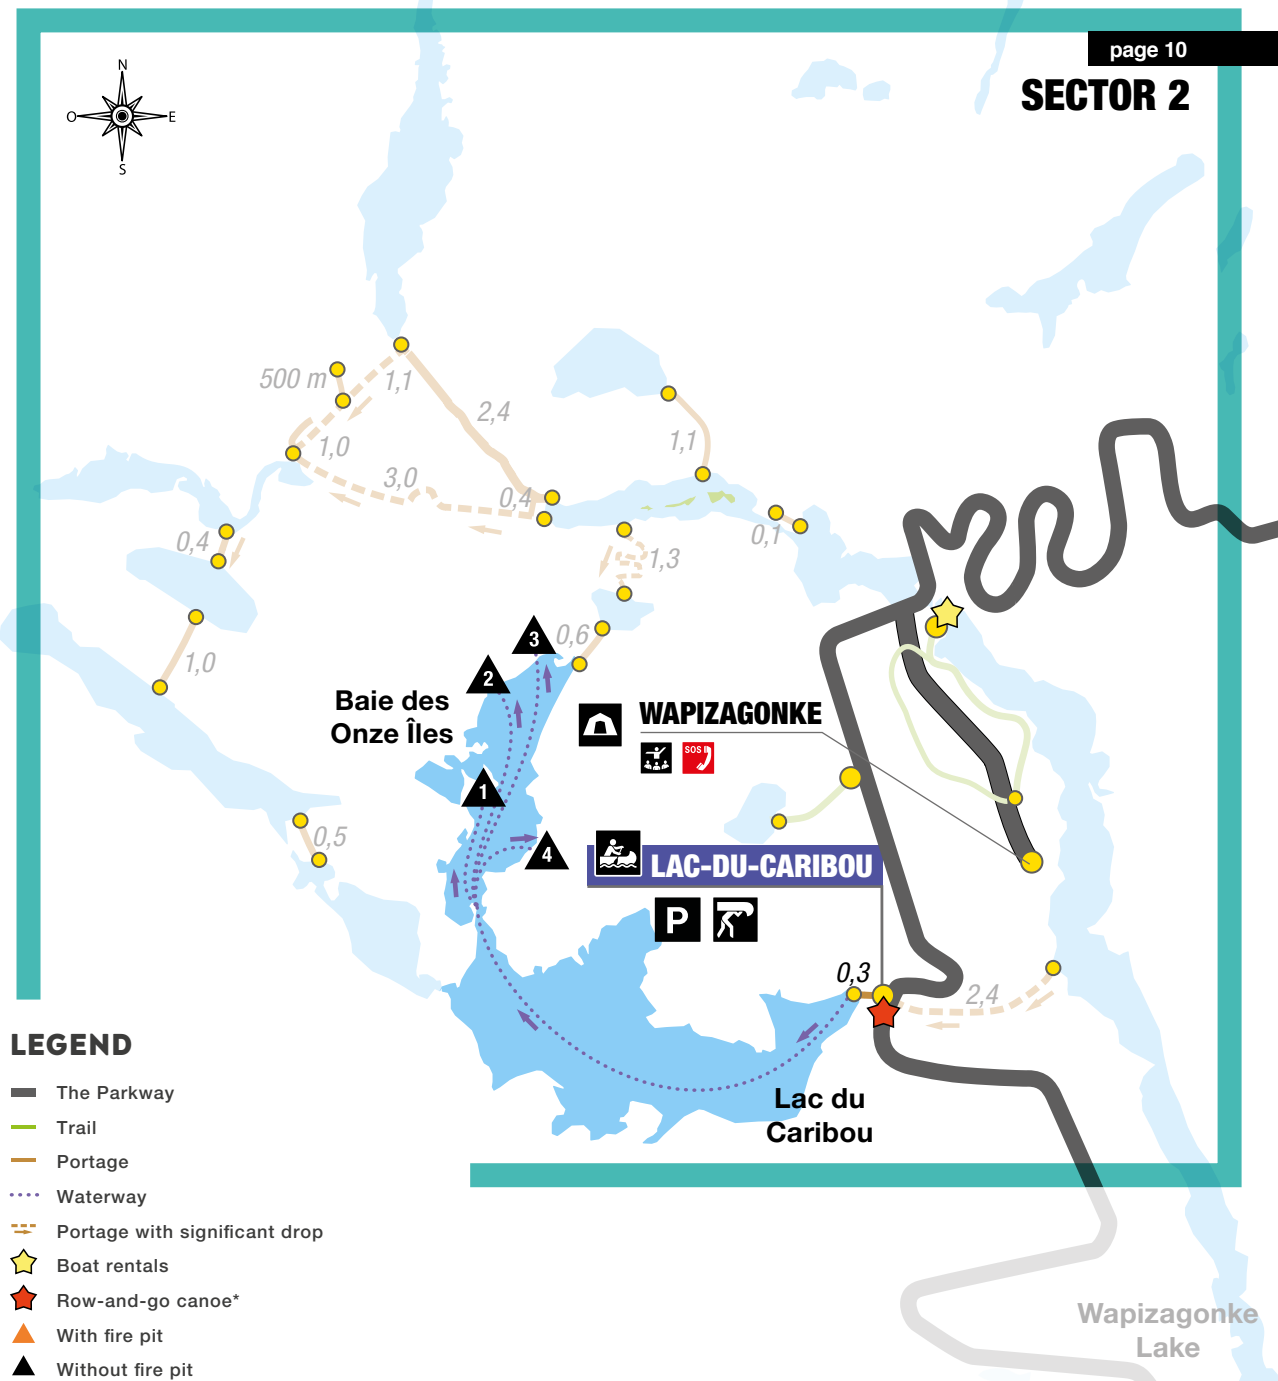 page 10
SECTOR 2
N
O
E
S
500 m
1,1
2,4
1,0
3,0
0,4
1,1
0,1
0,4
1,3
1,0
3
0,6
2
Baie des
Onze Îles
WAPIZAGONKE
SOS
1
0,5
4
LAC-DU-CARIBOU
P
0,3
2,4
Lac du
Caribou
LEGEND
The Parkway
Trail
Portage
Waterway
Portage with significant drop
Boat rentals
Row-and-go canoe*
With fire pit
Without fire pit
Wapizagonke
Lake